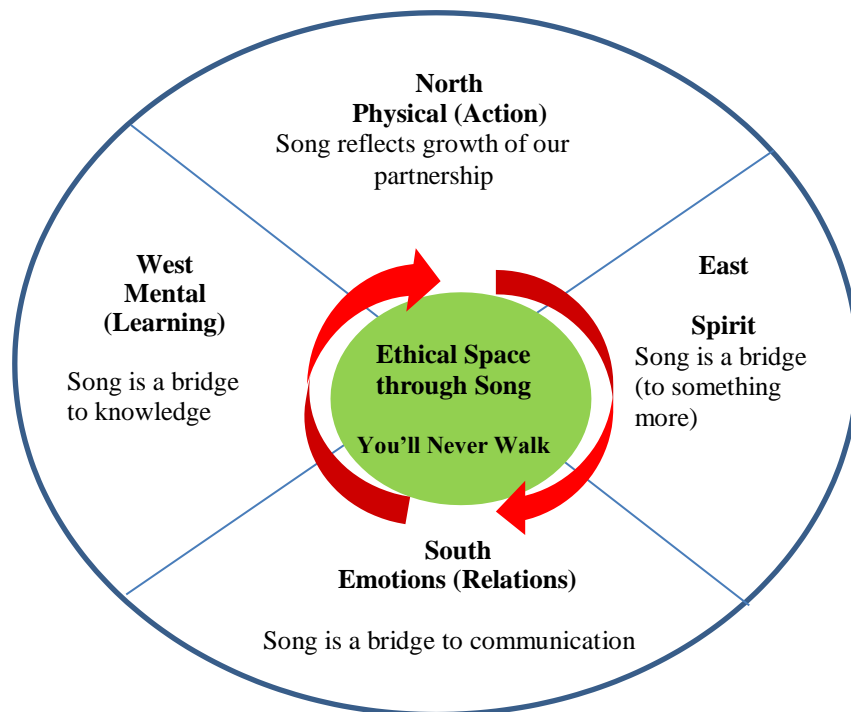 North
Physical (Action)
Song reflects growth of our
partnership
West
Mental
(Learning)
Song is a bridge
to knowledge
East
Spirit
Song is a bridge
(to something
more)
Ethical Space
through Song
You’ll Never Walk
South
Emotions (Relations)
Song is a bridge to communication